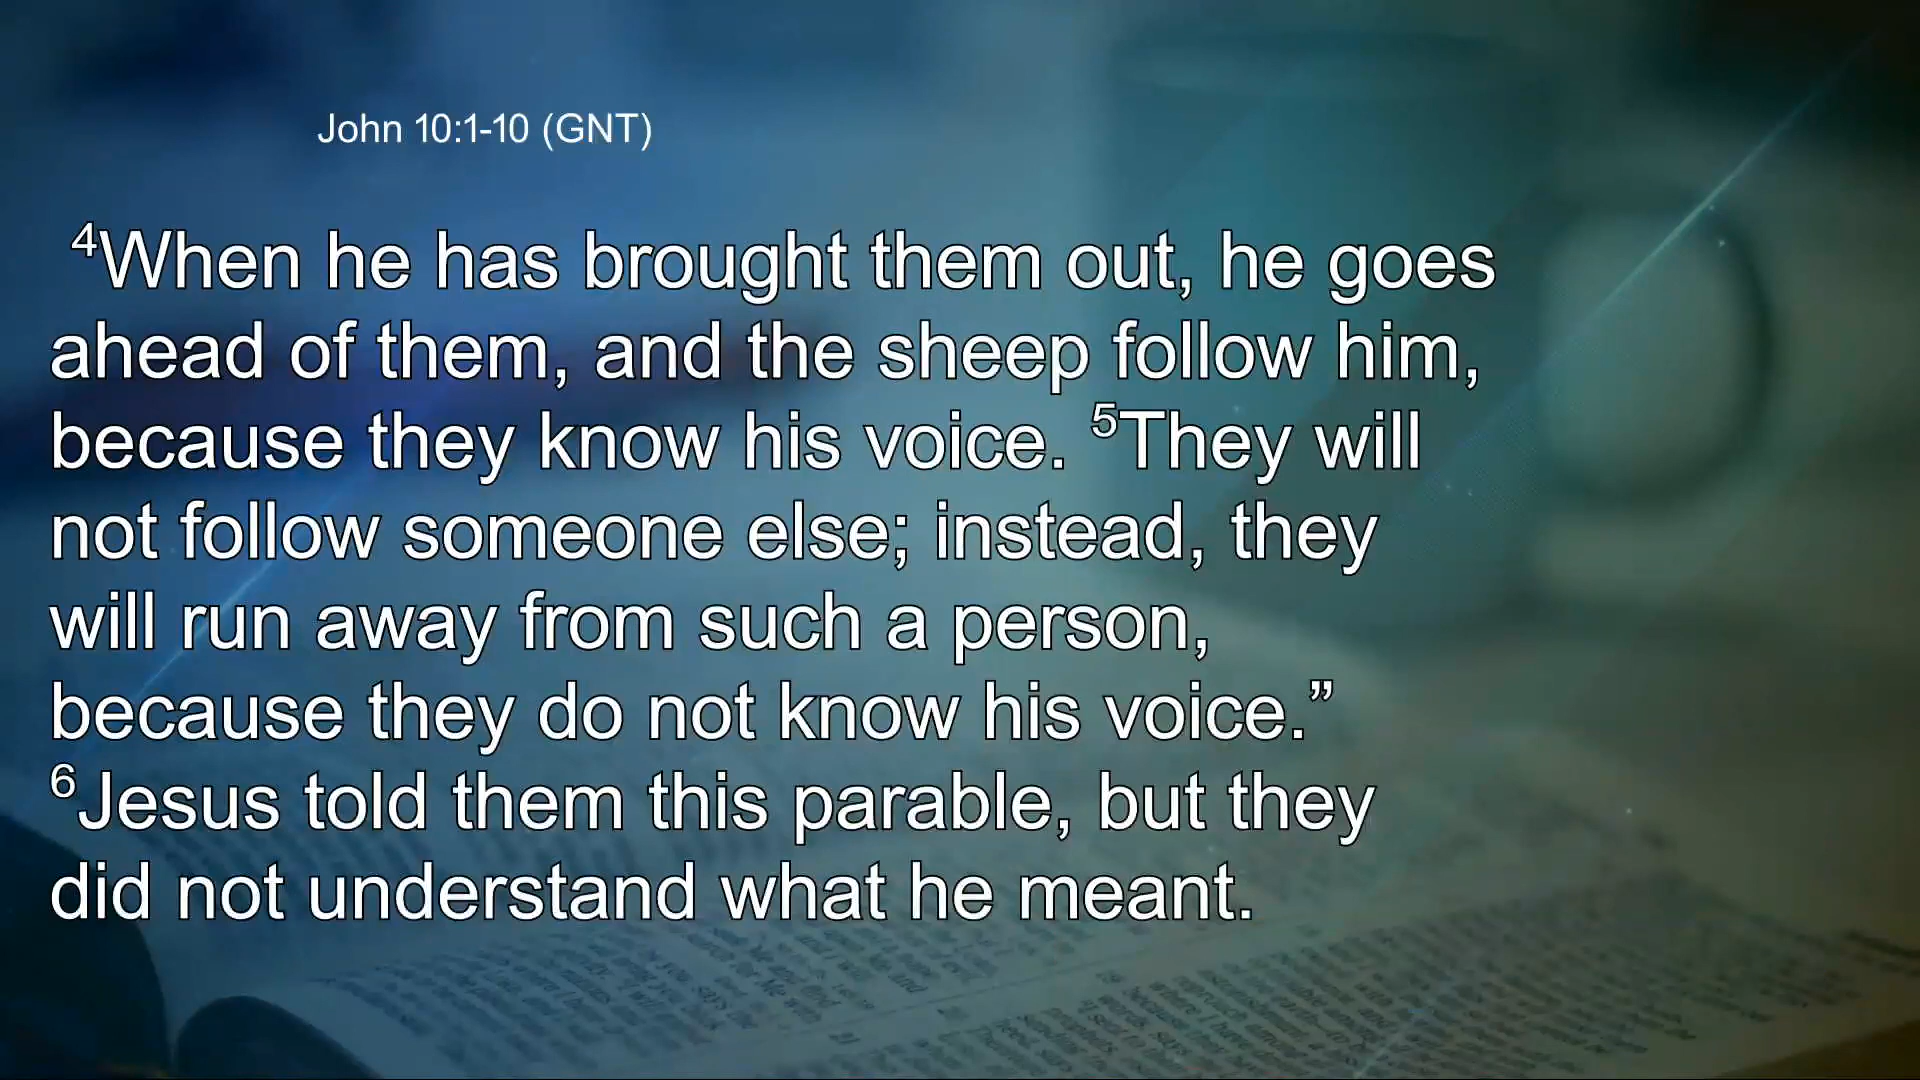 John 10:1-10 (GNT)
⁴When he has brought them out, he goes
ahead of them, and the sheep follow him,
because they know his voice. ⁵They will
not follow someone else; instead, they
will run away from such a person,
because they do not know his voice.”
⁶Jesus told them this parable, but they
did not understand what he meant.